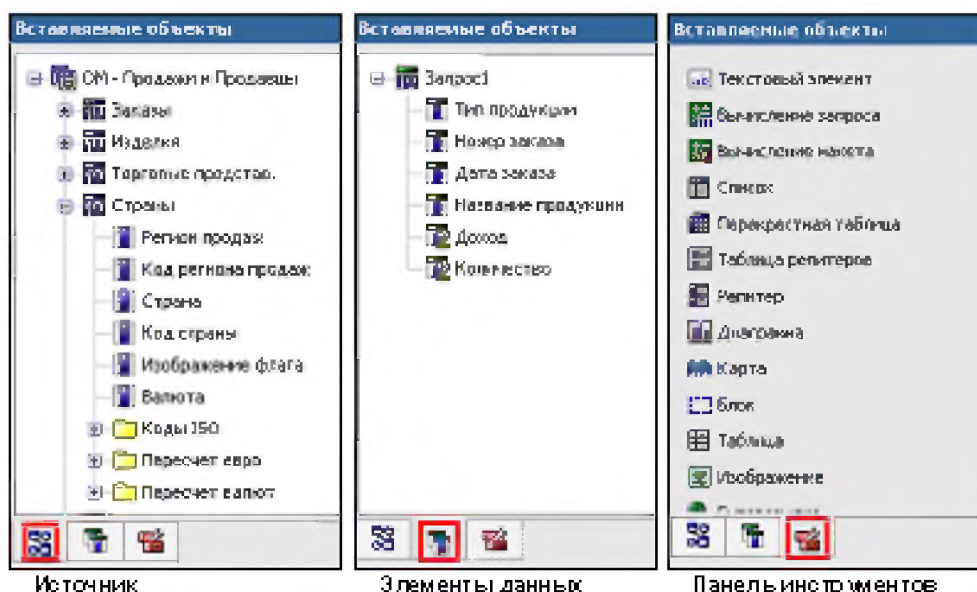 Вставляемые объекты
ОМ - Продажи и Продавцы
Заказы
Изделия
Торговые представ.
Страны
Регион продаж
Код региона продаж
Страна
Код страны
Изображение флага
Валюта
Коды ISO
Пересчет евро
Пересчет валют
Источник
Вставляемые объекты
Запрос1
Тип продукции
Номер заказа
Дата заказа
Название продукции
Доход
Количество
Элементы данных
Вставляемые объекты
Текстовый элемент
Вычисление запроса
Вычисление макета
Список
Перекрестная таблица
Таблица репитеров
Репитер
Диаграмма
Карта
Блок
Таблица
Изображение
Панель инструментов